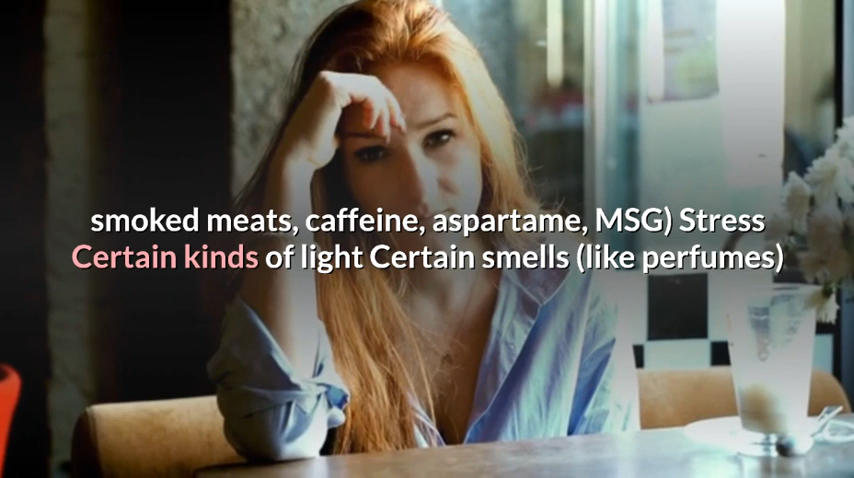 smoked meats, caffeine, aspartame, MSG) Stress
Certain kinds of light Certain smells (like perfumes)